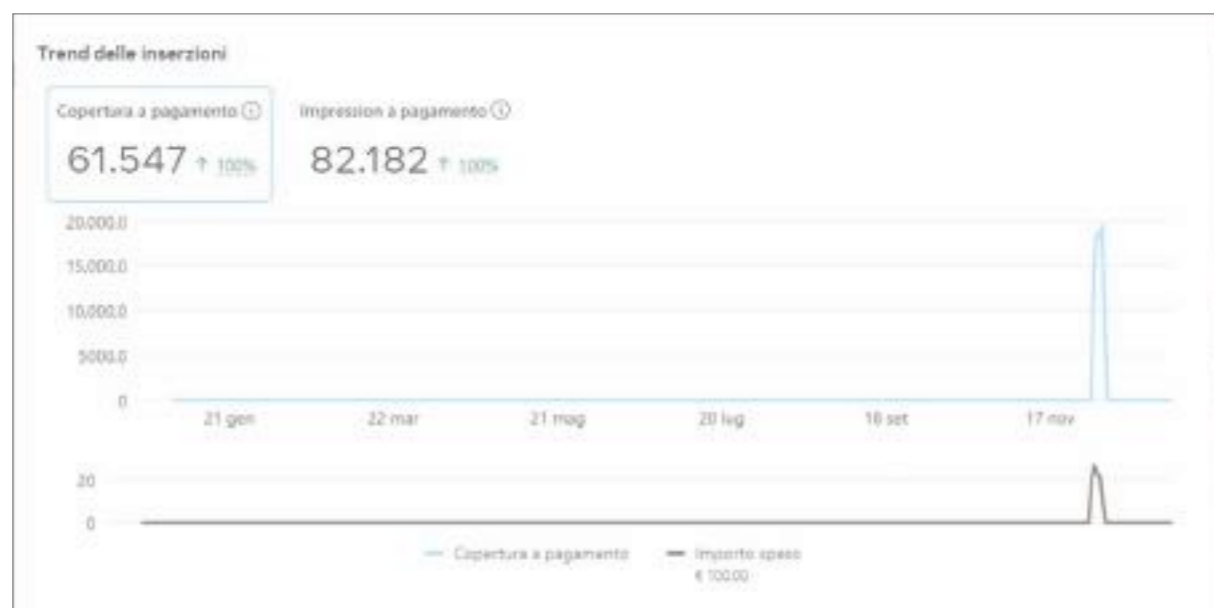 Trend delle inserzioni
Copertura a pagamento Impression a pagamento
61.547 ↑ 100% 82.182 ↑ 100%
20.000.0
15.000.0
10.000.0
5000.0
0
21 gen 22 mar 21 mag 20 lug 18 set 17 nov
20
0
Copertura a pagamento Importo speso
€ 100.00